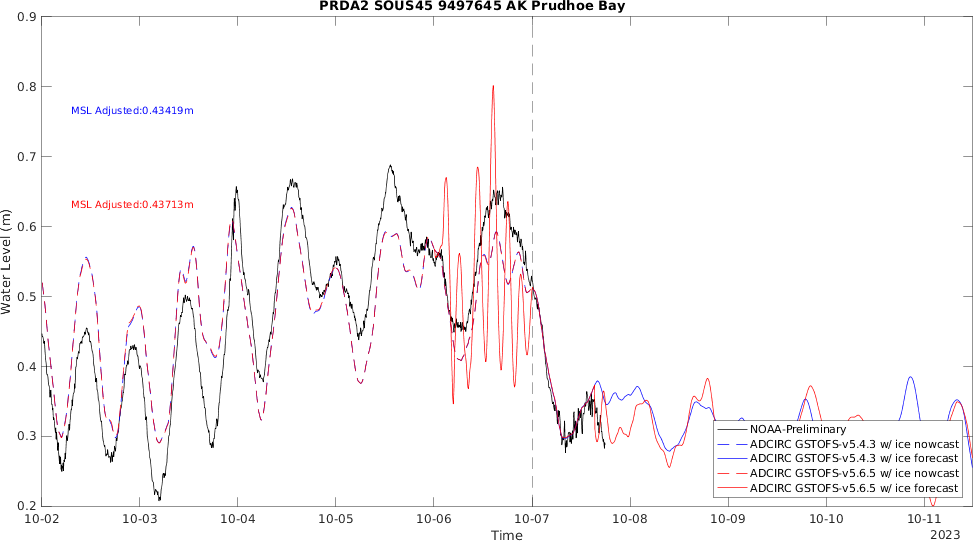 PRDA2 SOUS45 9497645 AK Prudhoe Bay
0.9
0.8
0.7
0.6
0.5
0.4
0.3
0.2
Water Level (m)
MSL Adjusted:0.43419m
MSL Adjusted:0.43713m
NOAA-Preliminary
ADCIRC GSTOFS-v5.4.3 w/ ice nowcast
ADCIRC GSTOFS-v5.4.3 w/ ice forecast
ADCIRC GSTOFS-v5.6.5 w/ ice nowcast
ADCIRC GSTOFS-v5.6.5 w/ ice forecast
10-02 10-03 10-04 10-05 10-06 10-07 10-08 10-09 10-10 10-11
Time
2023